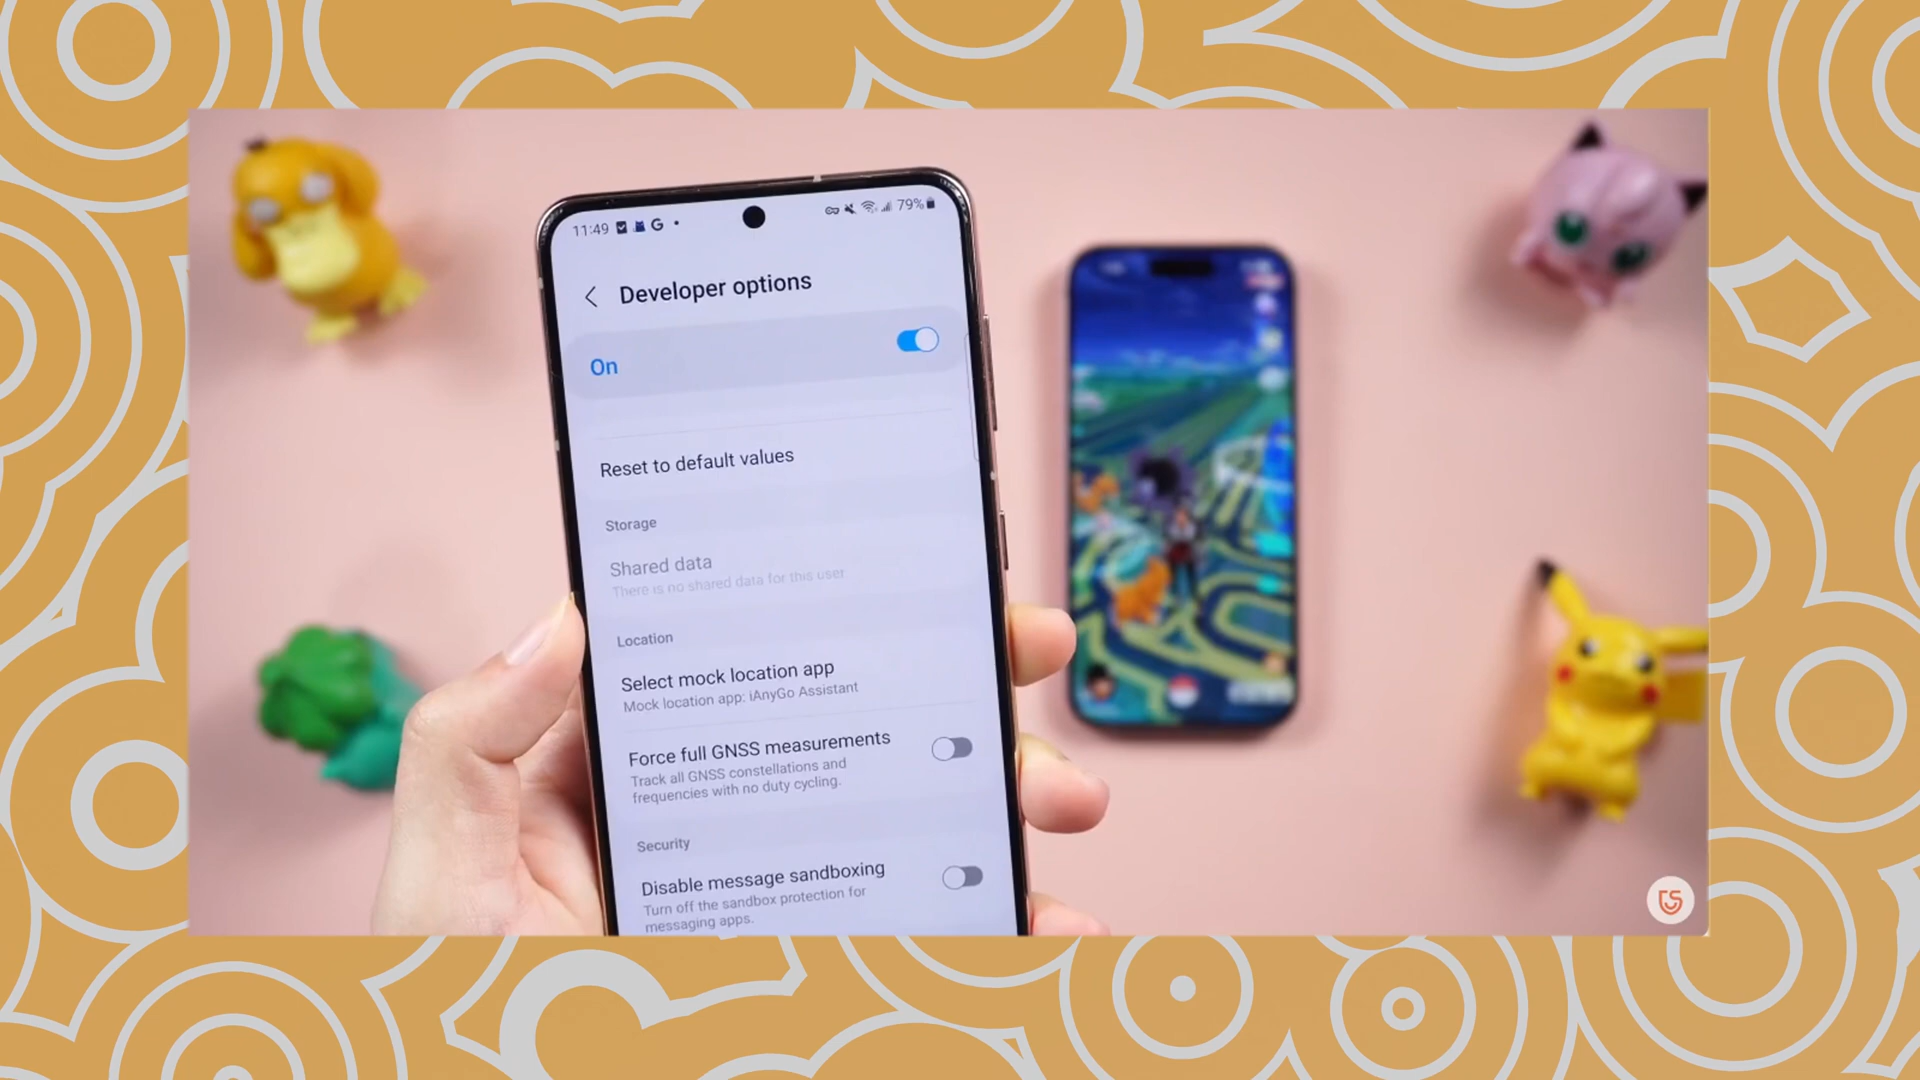 11:49 G 79%
Developer options
On
Reset to default values
Storage
Shared data
There is no shared data for this user
Location
Select mock location app
Mock location app: iAnyGo Assistant
Force full GNSS measurements
Track all GNSS constellations and
frequencies with no duty cycling.
Security
Disable message sandboxing
Turn off the sandbox protection for
messaging apps.